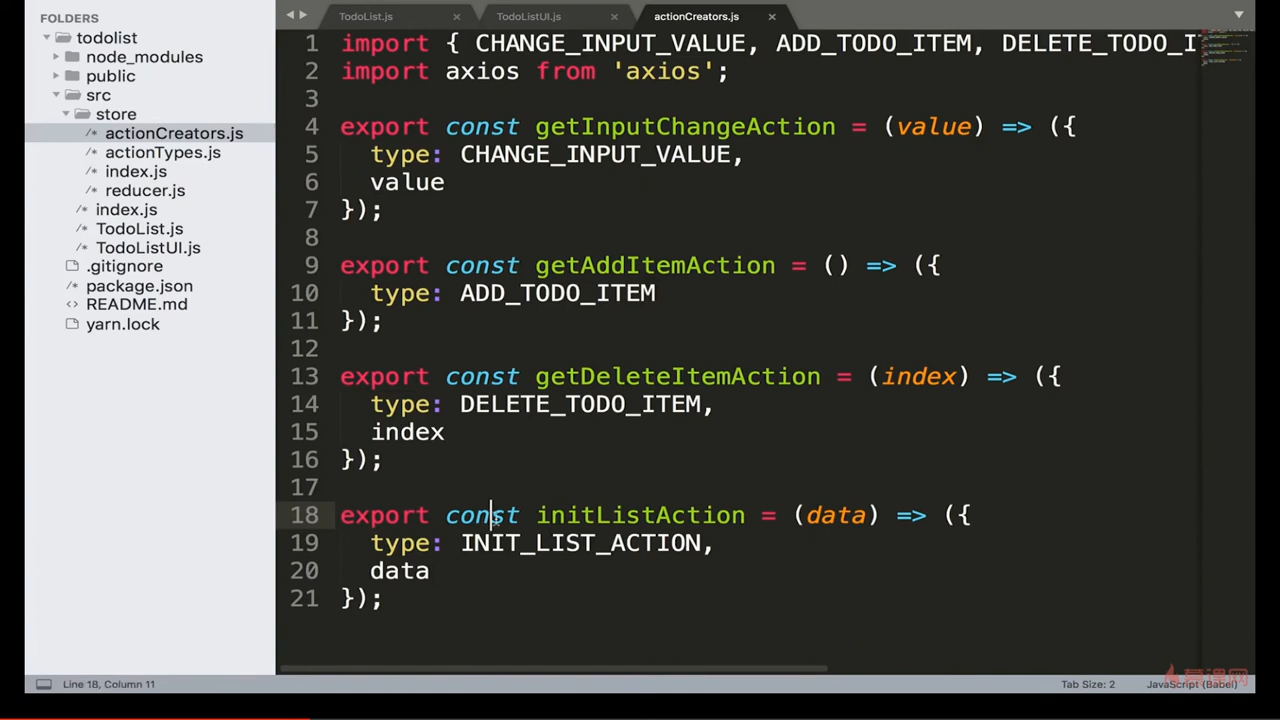 FOLDERS
todolist
node_modules
public
src
store
actionCreators.js
actionTypes.js
index.js
reducer.js
index.js
TodoList.js
TodoListUI.js
.gitignore
package.json
README.md
yarn.lock
TodoList.js
TodoListUI.js
actionCreators.js
1 import { CHANGE_INPUT_VALUE, ADD_TODO_ITEM, DELETE_TODO_I
2 import axios from 'axios';
3
4 export const getInputChangeAction = (value) => ({
5 type: CHANGE_INPUT_VALUE,
6 value
7 });
8
9 export const getAddItemAction = () => ({
10 type: ADD_TODO_ITEM
11 });
12
13 export const getDeleteItemAction = (index) => ({
14 type: DELETE_TODO_ITEM,
15 index
16 });
17
18 export const initListAction = (data) => ({
19 type: INIT_LIST_ACTION,
20 data
21 });
慕课网
Line 18, Column 11
Tab Size: 2
JavaScript (Babel)